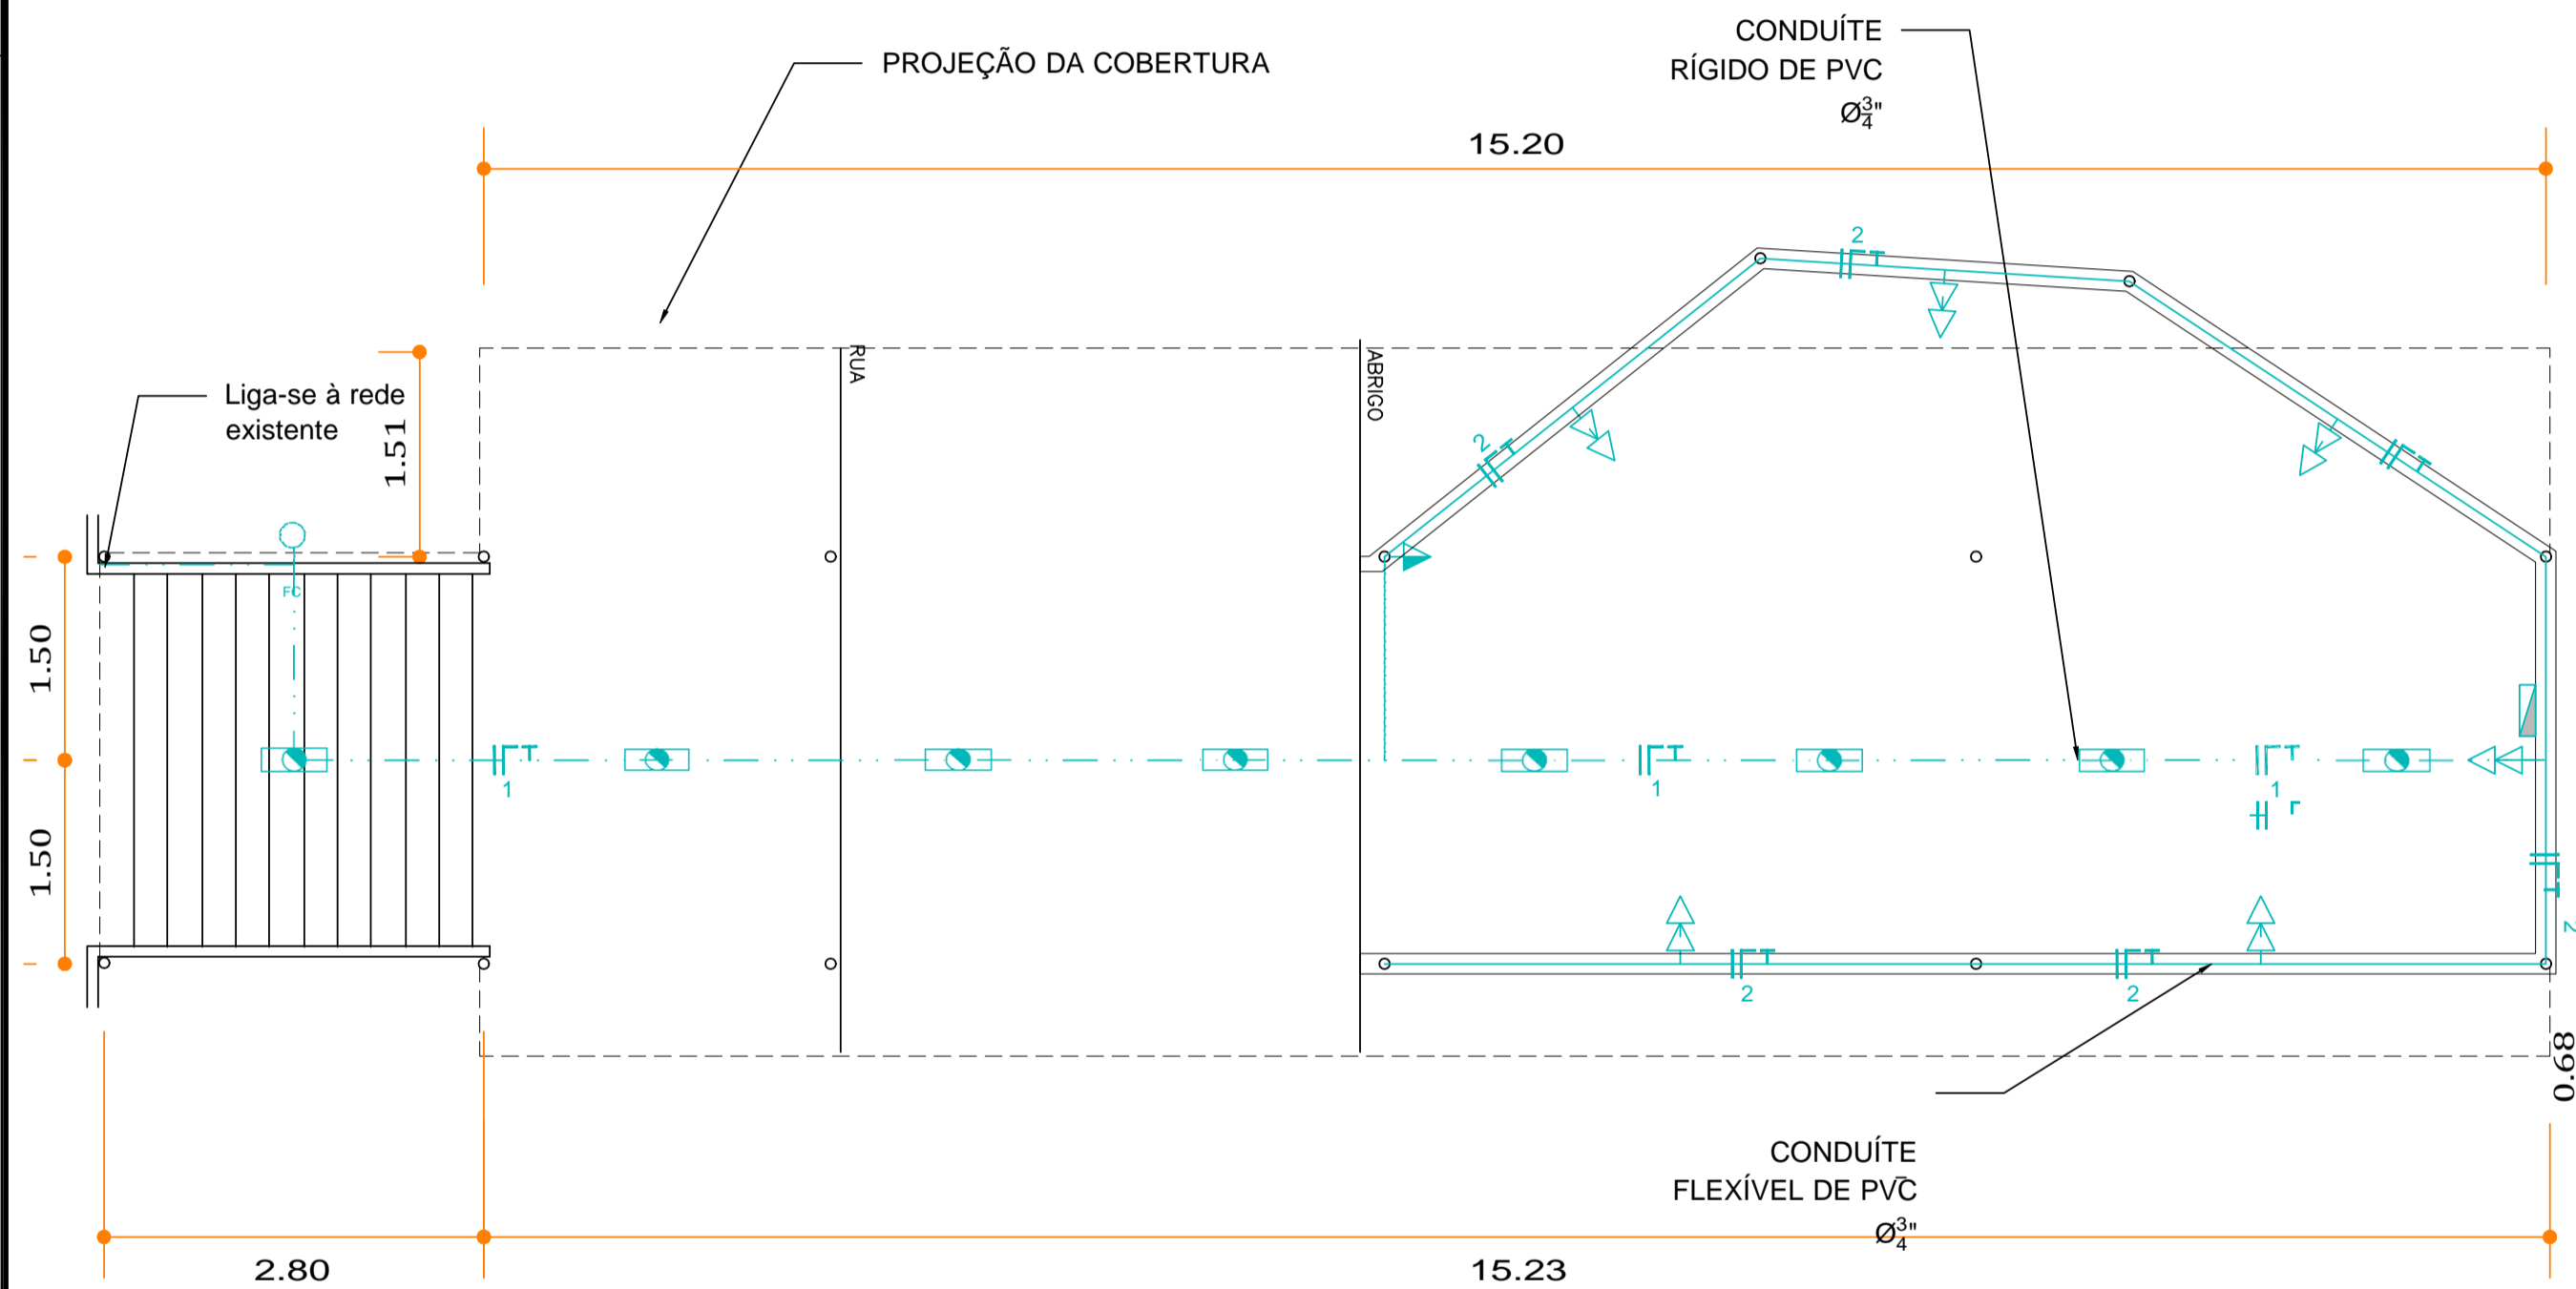 CONDUÍTE
RÍGIDO DE PVC
Ø3/4"
PROJEÇÃO DA COBERTURA
15.20
2
RUA
ABRIGO
Liga-se à rede
existente
1.51
2
FC
1.50
1
1
1
1.50
2
2
2
0.68
CONDUÍTE
FLEXÍVEL DE PVC
Ø3/4"
2.80
15.23